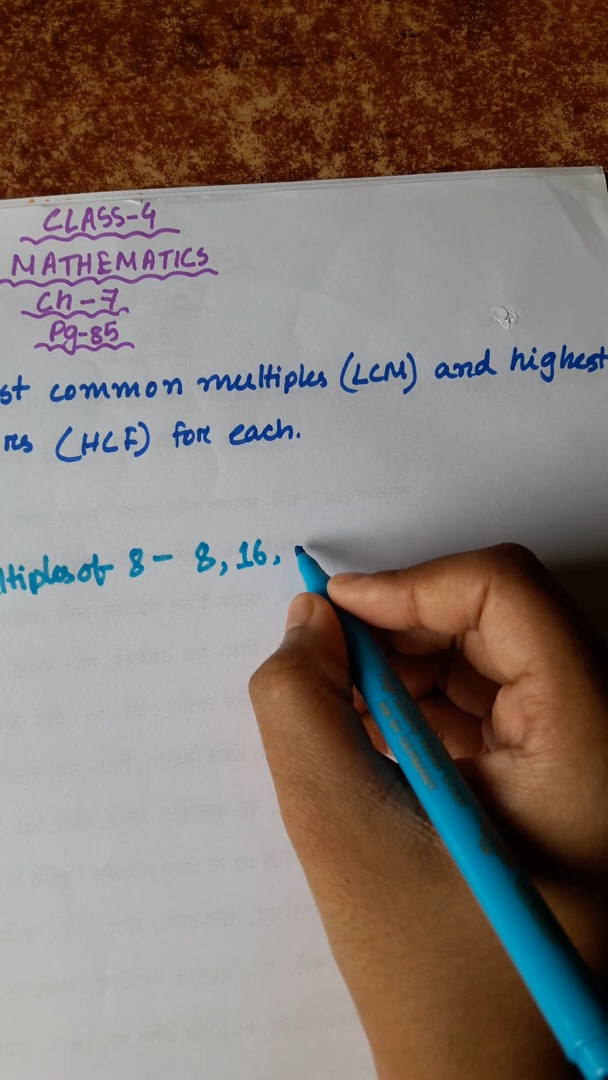 CLASS-4
MATHEMATICS
Ch-7
Pg-85
st common multiples (LCM) and highest
rs (HCF) for each.
ltiples of 8 - 8, 16,